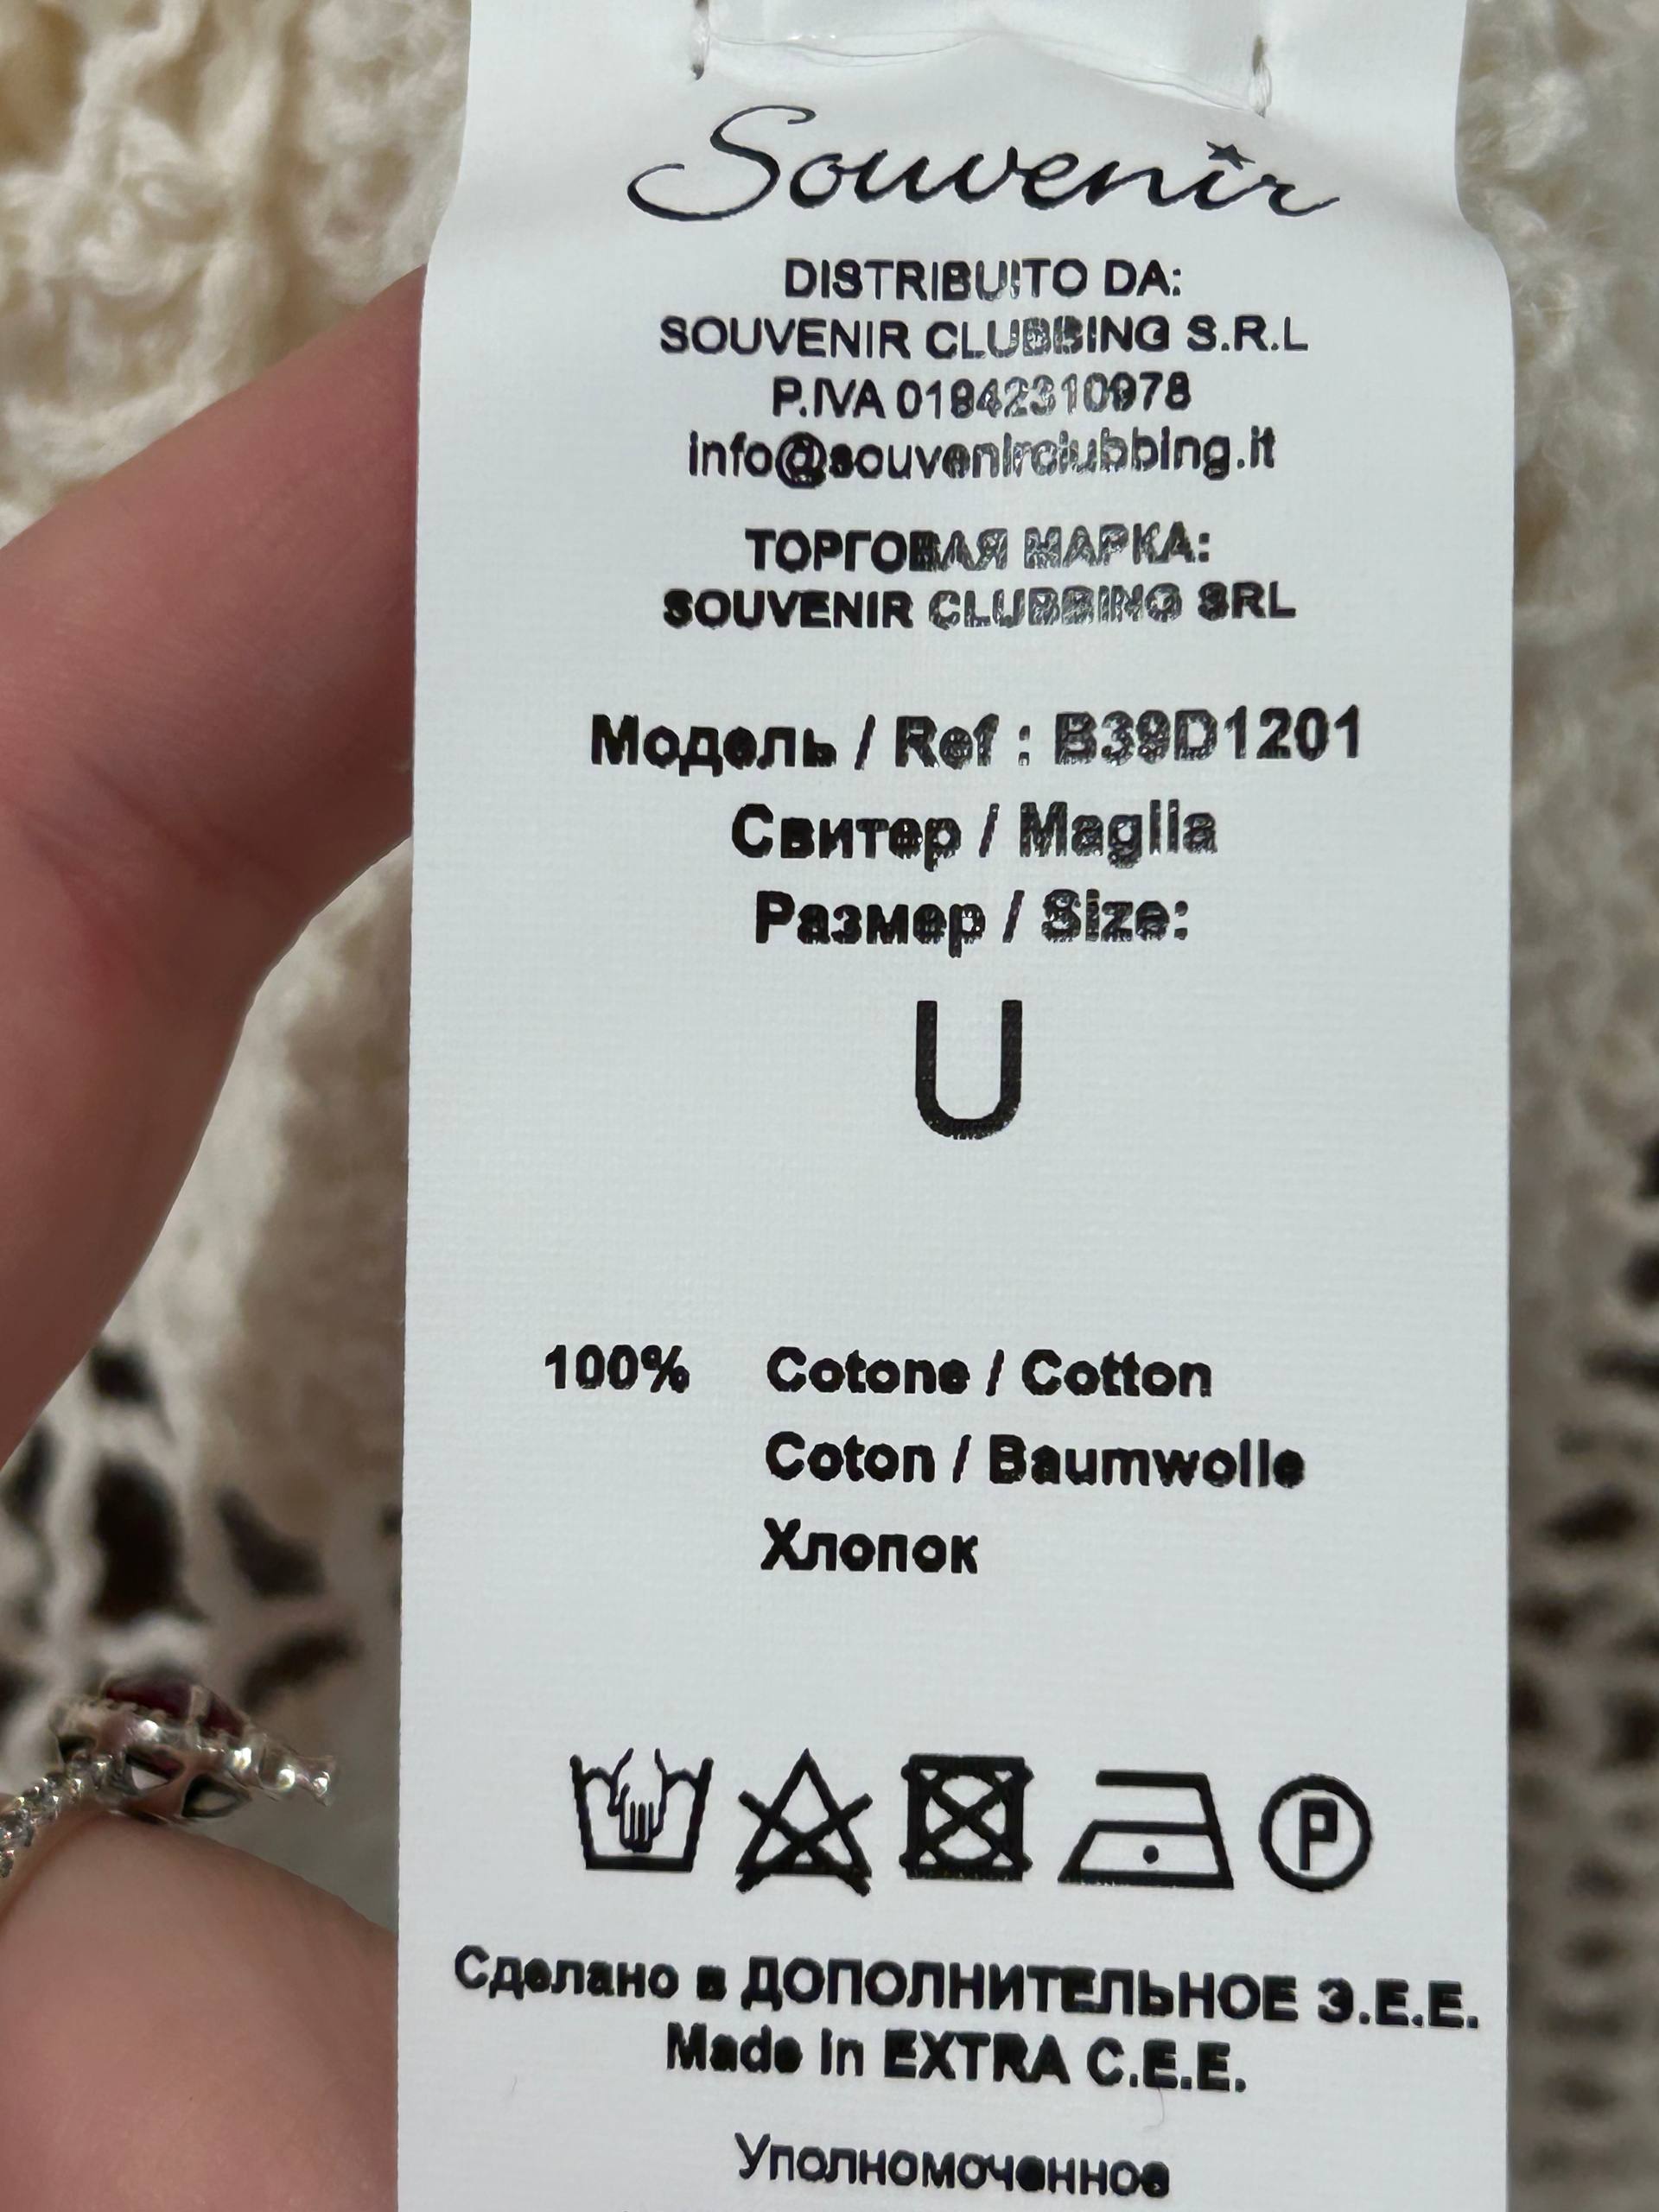 Souvenir
DISTRIBUITO DA:
SOUVENIR CLUBBING S.R.L
P.IVA 01942310978
info@souvenirclubbing.it
ТОРГОВАЯ МАРКА:
SOUVENIR CLUBBING SRL
Модель / Ref : B39D1201
Свитер / Maglia
Размер / Size:
U
100% Cotone / Cotton
Coton / Baumwolle
Хлопок
P
Сделано в ДОПОЛНИТЕЛЬНОЕ Э.Е.Е.
Made in EXTRA C.E.E.
Уполномоченное